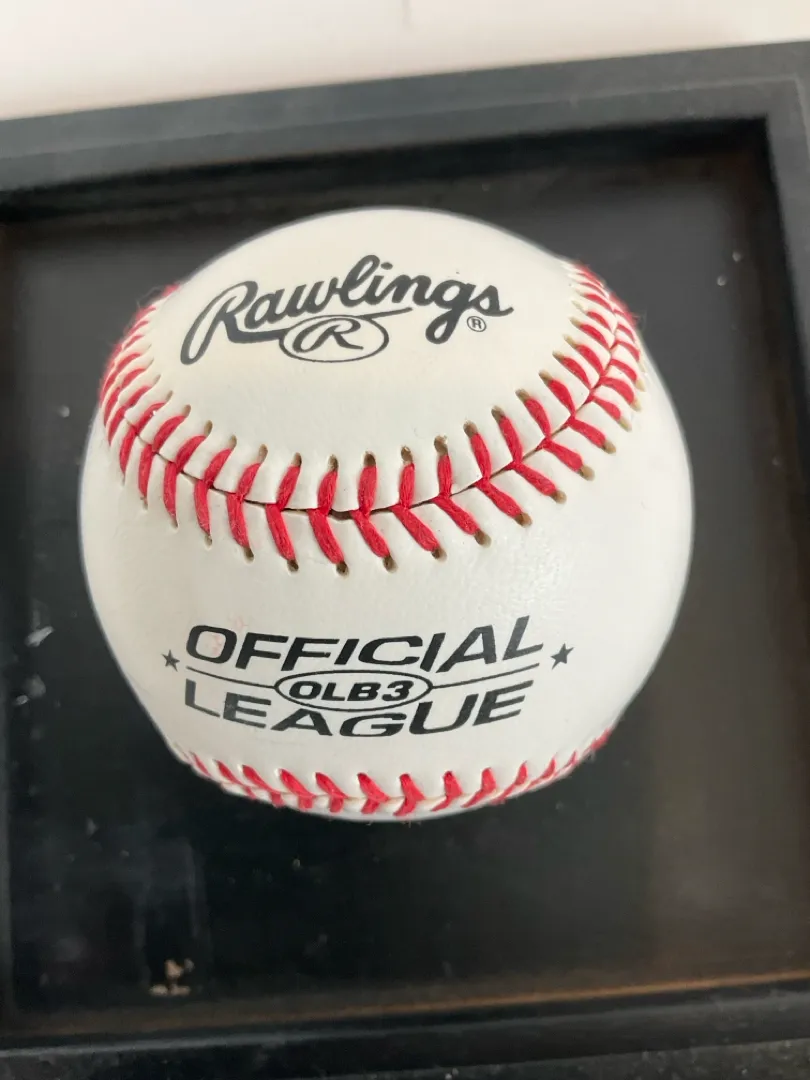 Rawlings®
R
OFFICIAL
★ OLB3 ★
LEAGUE